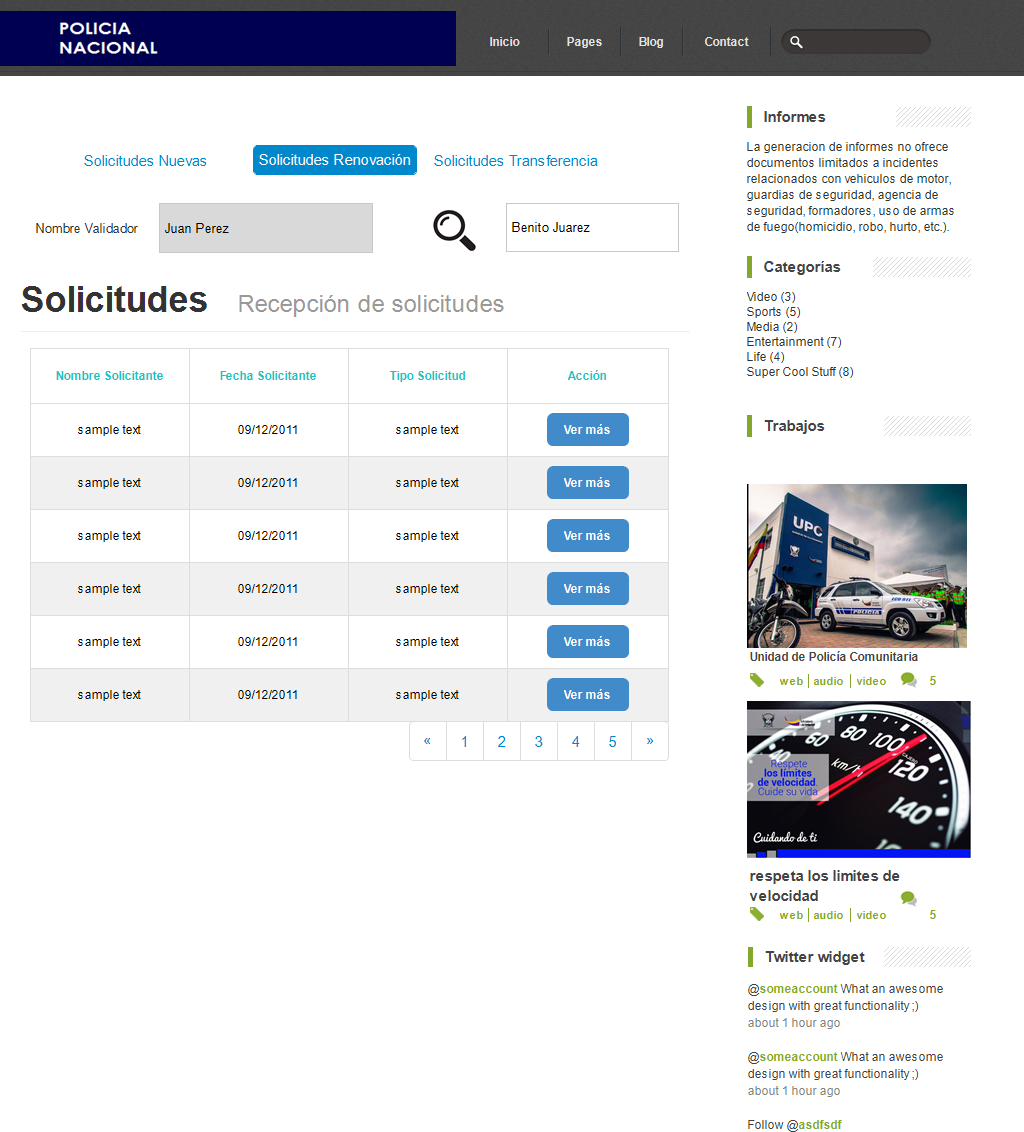 POLICIA
NACIONAL
Inicio
Pages
Blog
Contact
Solicitudes Nuevas
Solicitudes Renovación
Solicitudes Transferencia
Nombre Validador
Juan Perez
Benito Juarez
Solicitudes Recepción de solicitudes
Nombre Solicitante Fecha Solicitante Tipo Solicitud Acción
sample text 09/12/2011 sample text Ver más
sample text 09/12/2011 sample text Ver más
sample text 09/12/2011 sample text Ver más
sample text 09/12/2011 sample text Ver más
sample text 09/12/2011 sample text Ver más
sample text 09/12/2011 sample text Ver más
« 1 2 3 4 5 »
Informes
La generacion de informes no ofrece
documentos limitados a incidentes
relacionados con vehiculos de motor,
guardias de seguridad, agencia de
seguridad, formadores, uso de armas
de fuego(homicidio, robo, hurto, etc.).
Categorías
Video (3)
Sports (5)
Media (2)
Entertainment (7)
Life (4)
Super Cool Stuff (8)
Trabajos
UPC
POLICIA
Unidad de Policía Comunitaria
web | audio | video 5
60 80 100 120 140
km/h
Respete
los límites
de velocidad.
Cuide su vida
Cuidando de ti
respeta los limites de
velocidad
web | audio | video 5
Twitter widget
@someaccount What an awesome
design with great functionality ;)
about 1 hour ago
@someaccount What an awesome
design with great functionality ;)
about 1 hour ago
Follow @asdfsdf